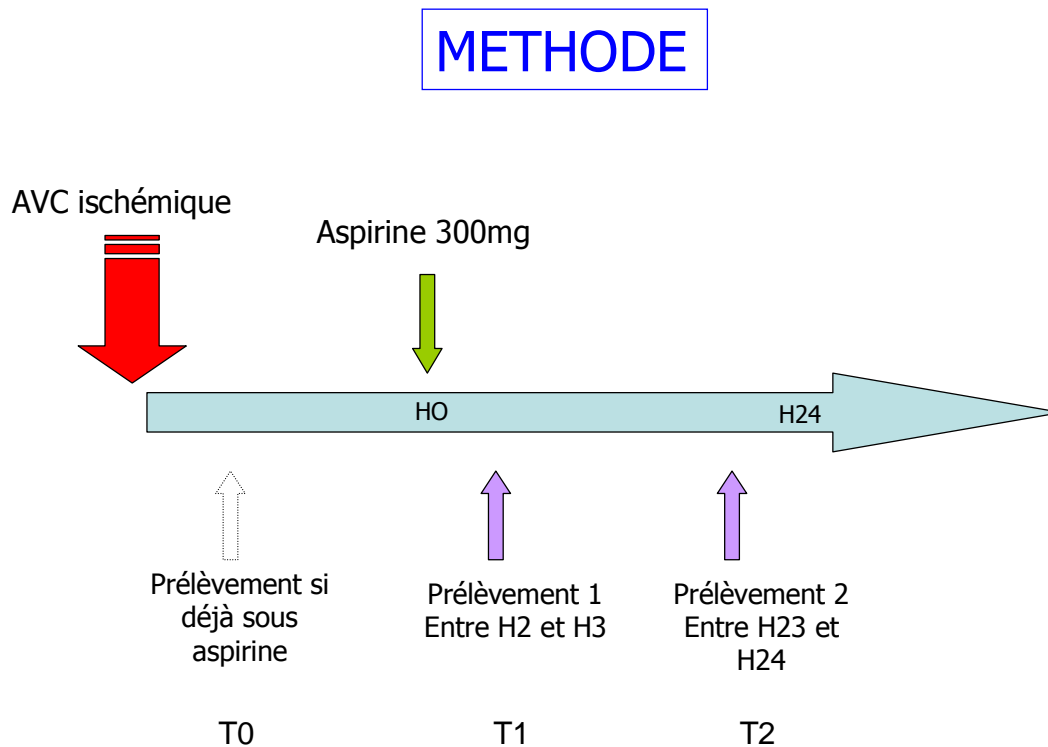 METHODE
AVC ischémique
Aspirine 300mg
HO
H24
Prélèvement si
déjà sous
aspirine
Prélèvement 1
Entre H2 et H3
Prélèvement 2
Entre H23 et
H24
T0
T1
T2